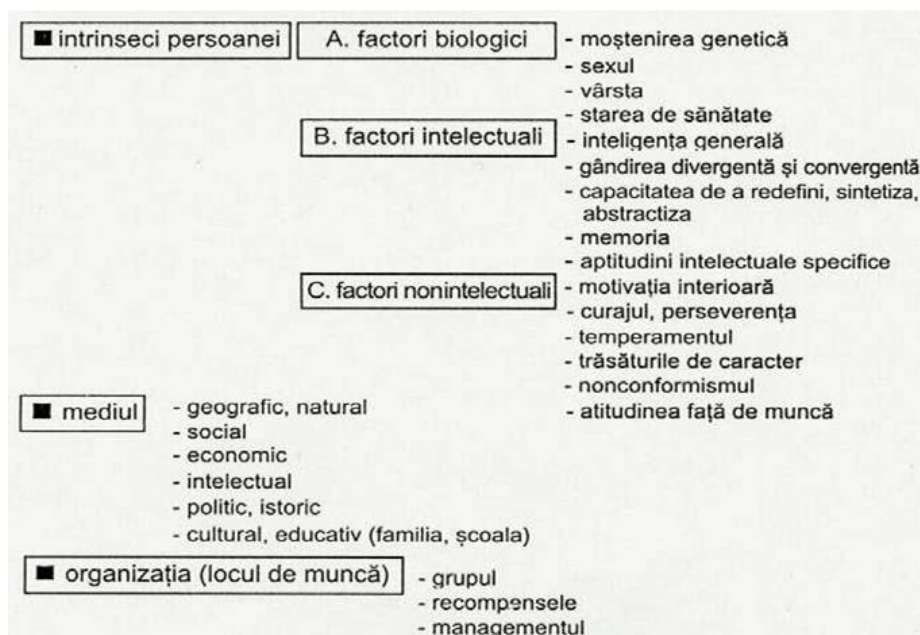 ■ intrinseci persoanei A. factori biologici - moștenirea genetică
- sexul
- vârsta
- starea de sănătate
B. factori intelectuali - inteligența generală
- gândirea divergentă și convergentă
- capacitatea de a redefini, sintetiza,
abstractiza
- memoria
- aptitudini intelectuale specifice
C. factori nonintelectuali - motivația interioară
- curajul, perseverența
- temperamentul
- trăsăturile de caracter
- nonconformismul
- atitudinea față de muncă
■ mediul - geografic, natural
- social
- economic
- intelectual
- politic, istoric
- cultural, educativ (familia, școala)
■ organizația (locul de muncă) - grupul
- recompensele
- managementul